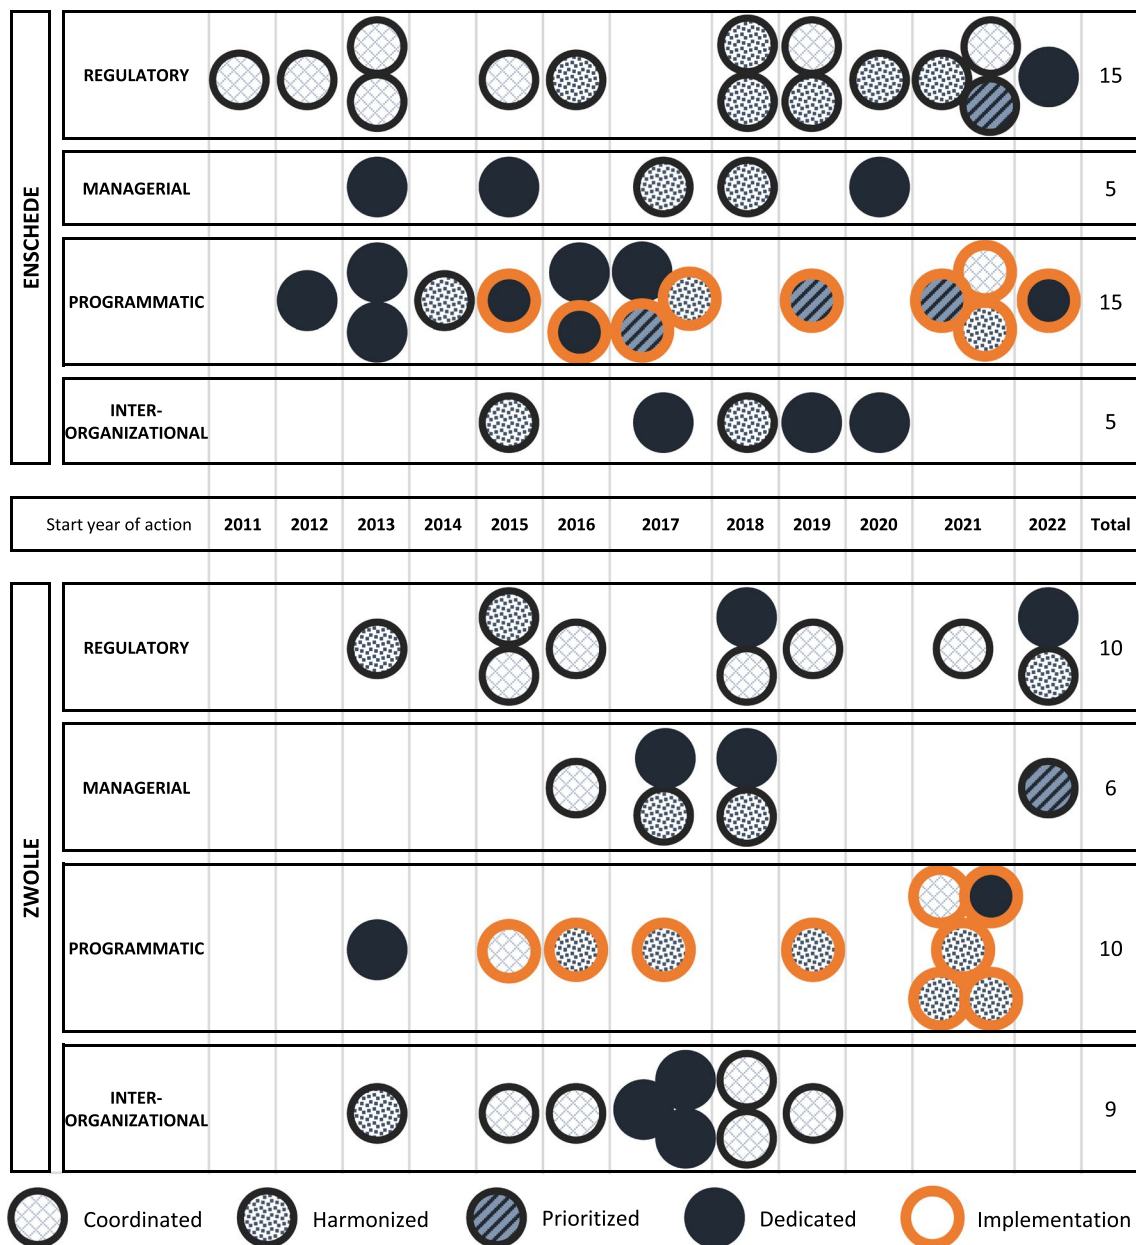 ENSCHEDE
REGULATORY 15
MANAGERIAL 5
PROGRAMMATIC 15
INTER-
ORGANIZATIONAL 5
Start year of action 2011 2012 2013 2014 2015 2016 2017 2018 2019 2020 2021 2022 Total
ZWOLLE
REGULATORY 10
MANAGERIAL 6
PROGRAMMATIC 10
INTER-
ORGANIZATIONAL 9
Coordinated Harmonized Prioritized Dedicated Implementation